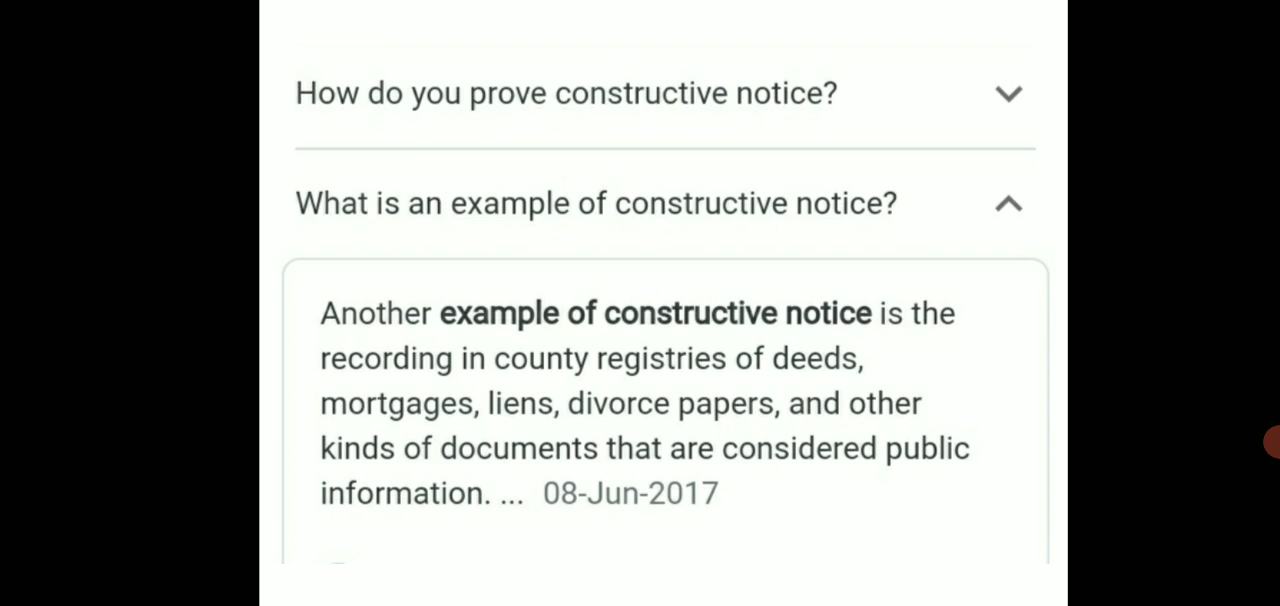 How do you prove constructive notice?
What is an example of constructive notice?
Another example of constructive notice is the
recording in county registries of deeds,
mortgages, liens, divorce papers, and other
kinds of documents that are considered public
information. ... 08-Jun-2017